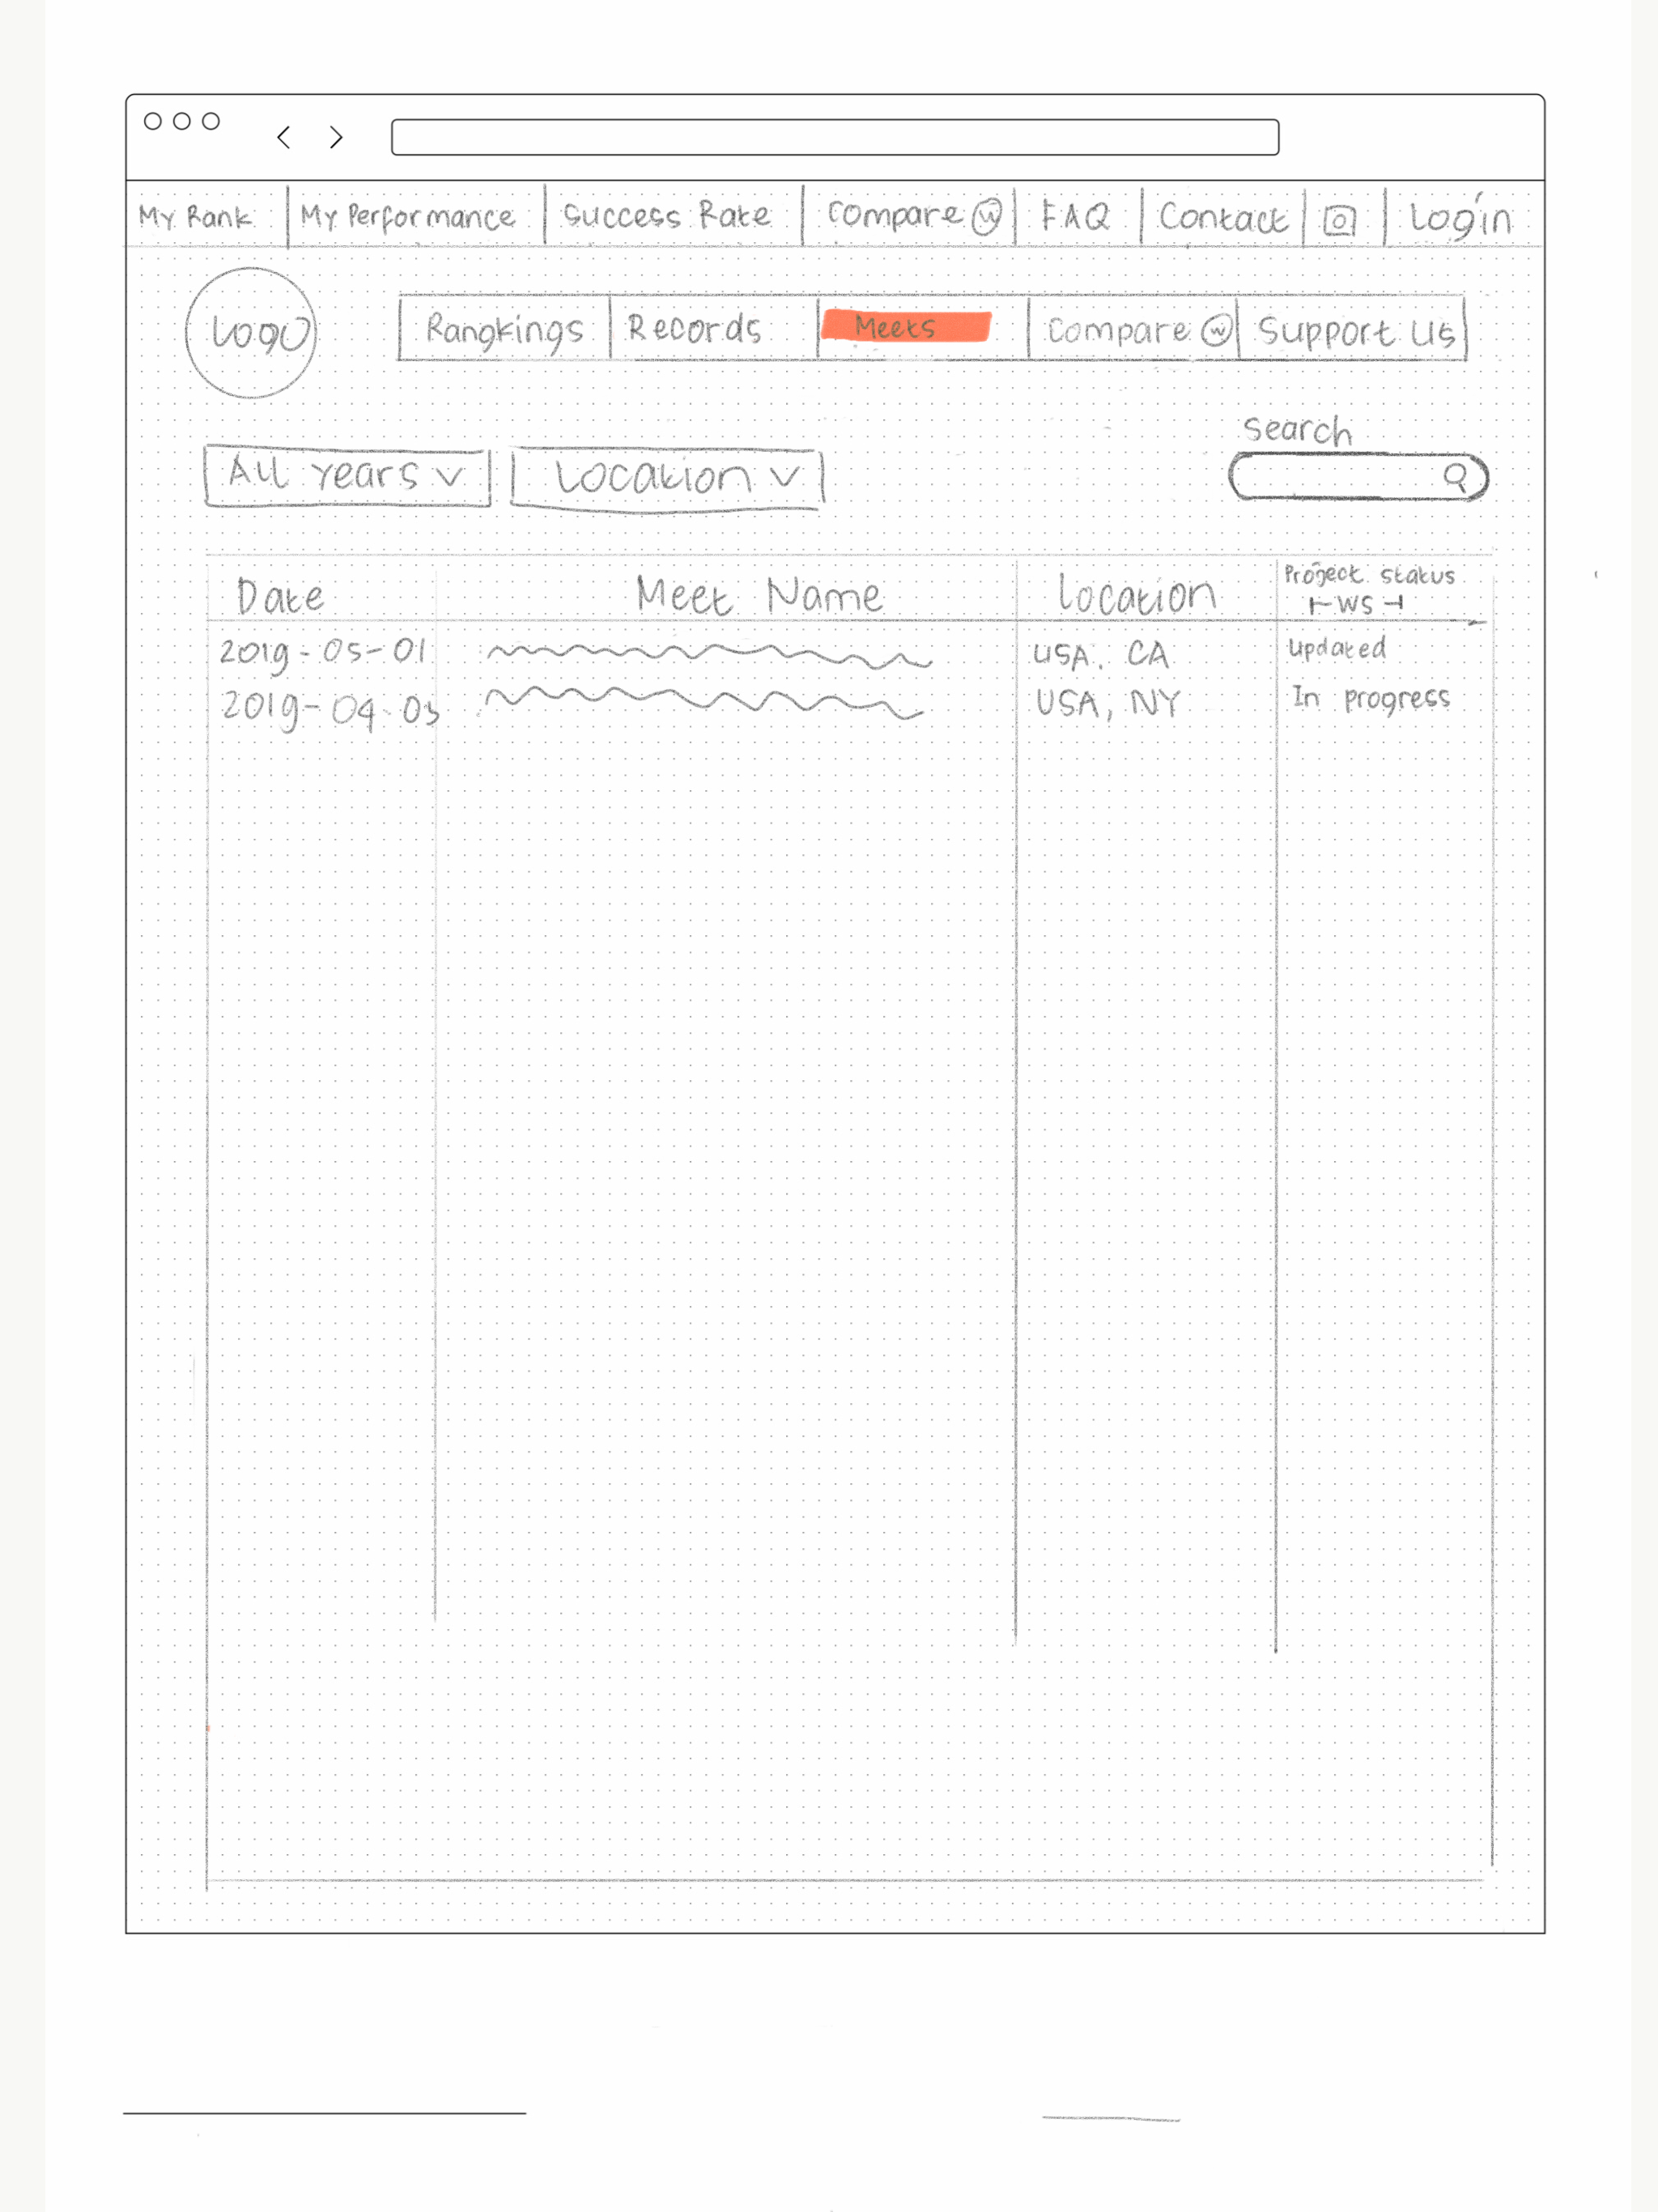 My Rank My Performance Success Rate Compare W FAQ Contact Login
Logo
Rangkings Records Meets Compare W Support Us
Search
All Years Location
Date Meet Name Location Project status
WS
2019-05-01 USA, CA Updated
2019-04-03 USA, NY In progress